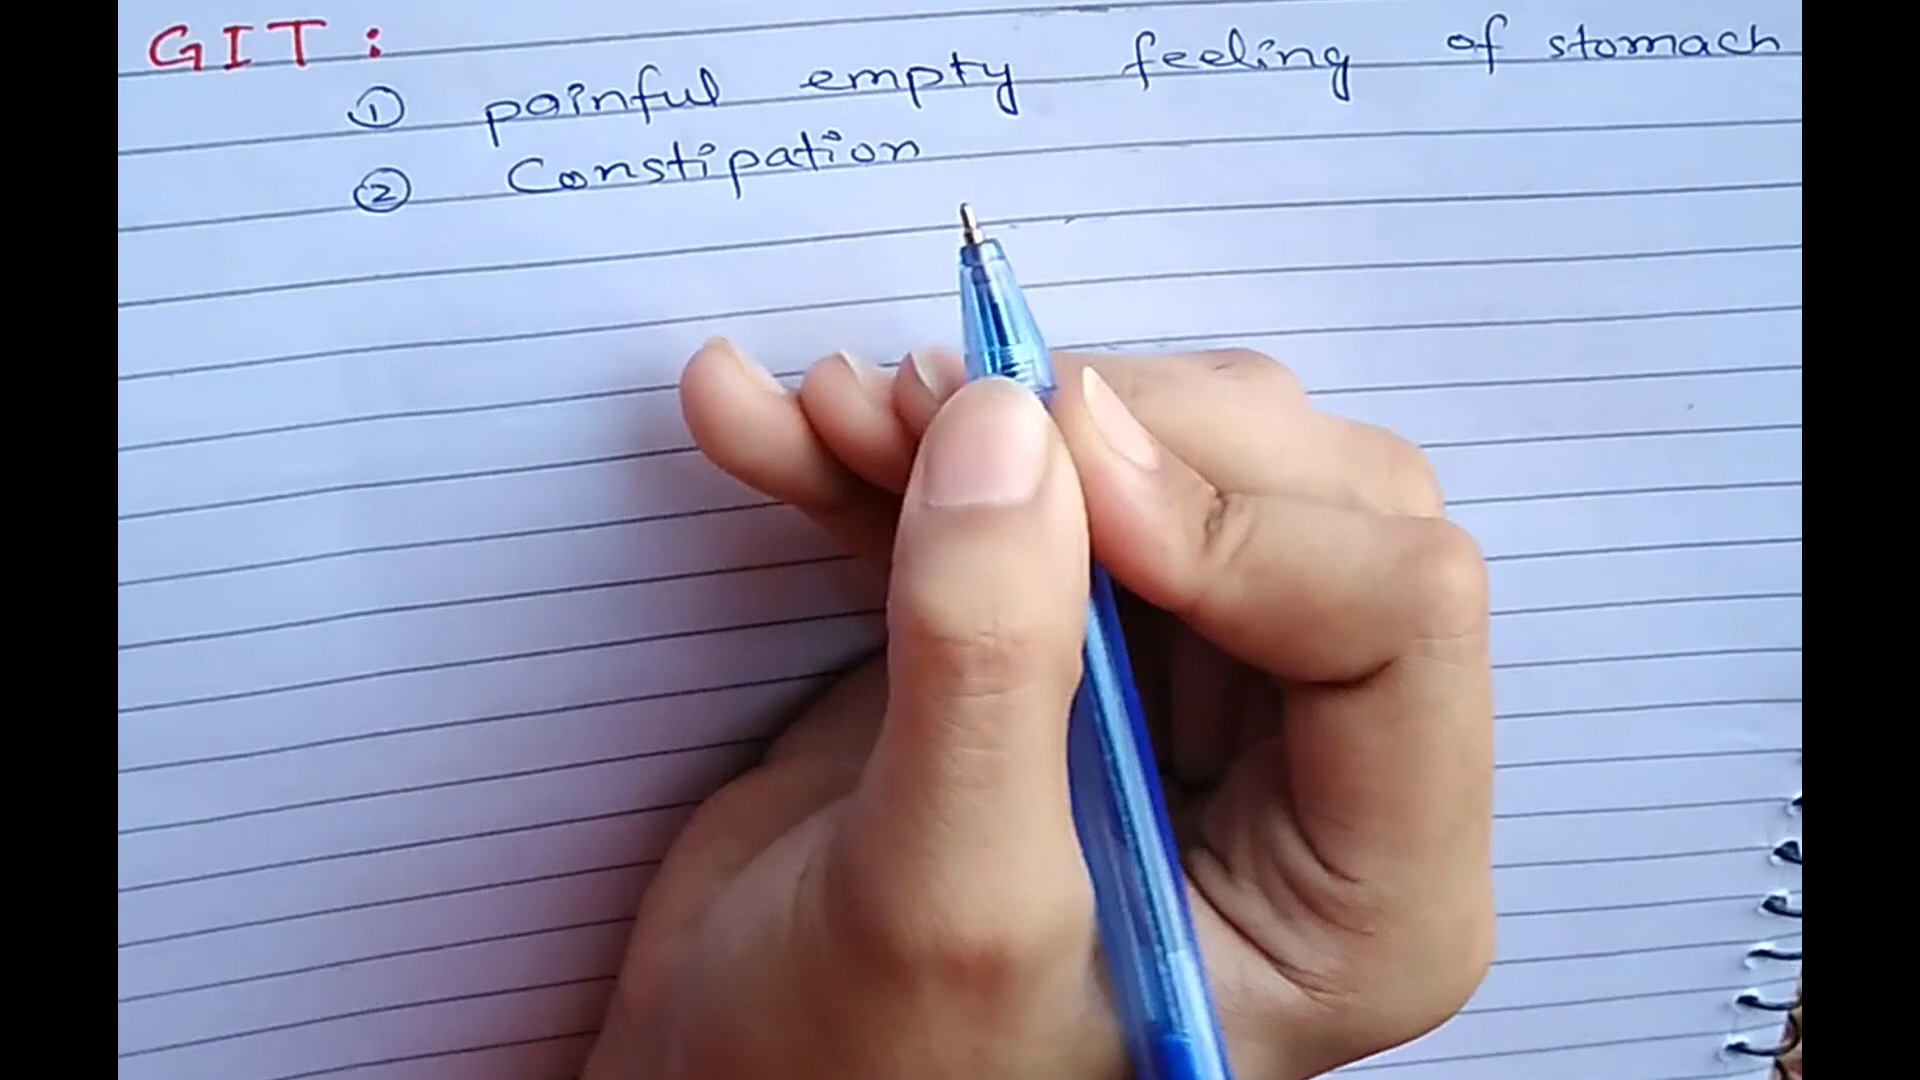 GIT:
① painful empty feeling of stomach
② Constipation